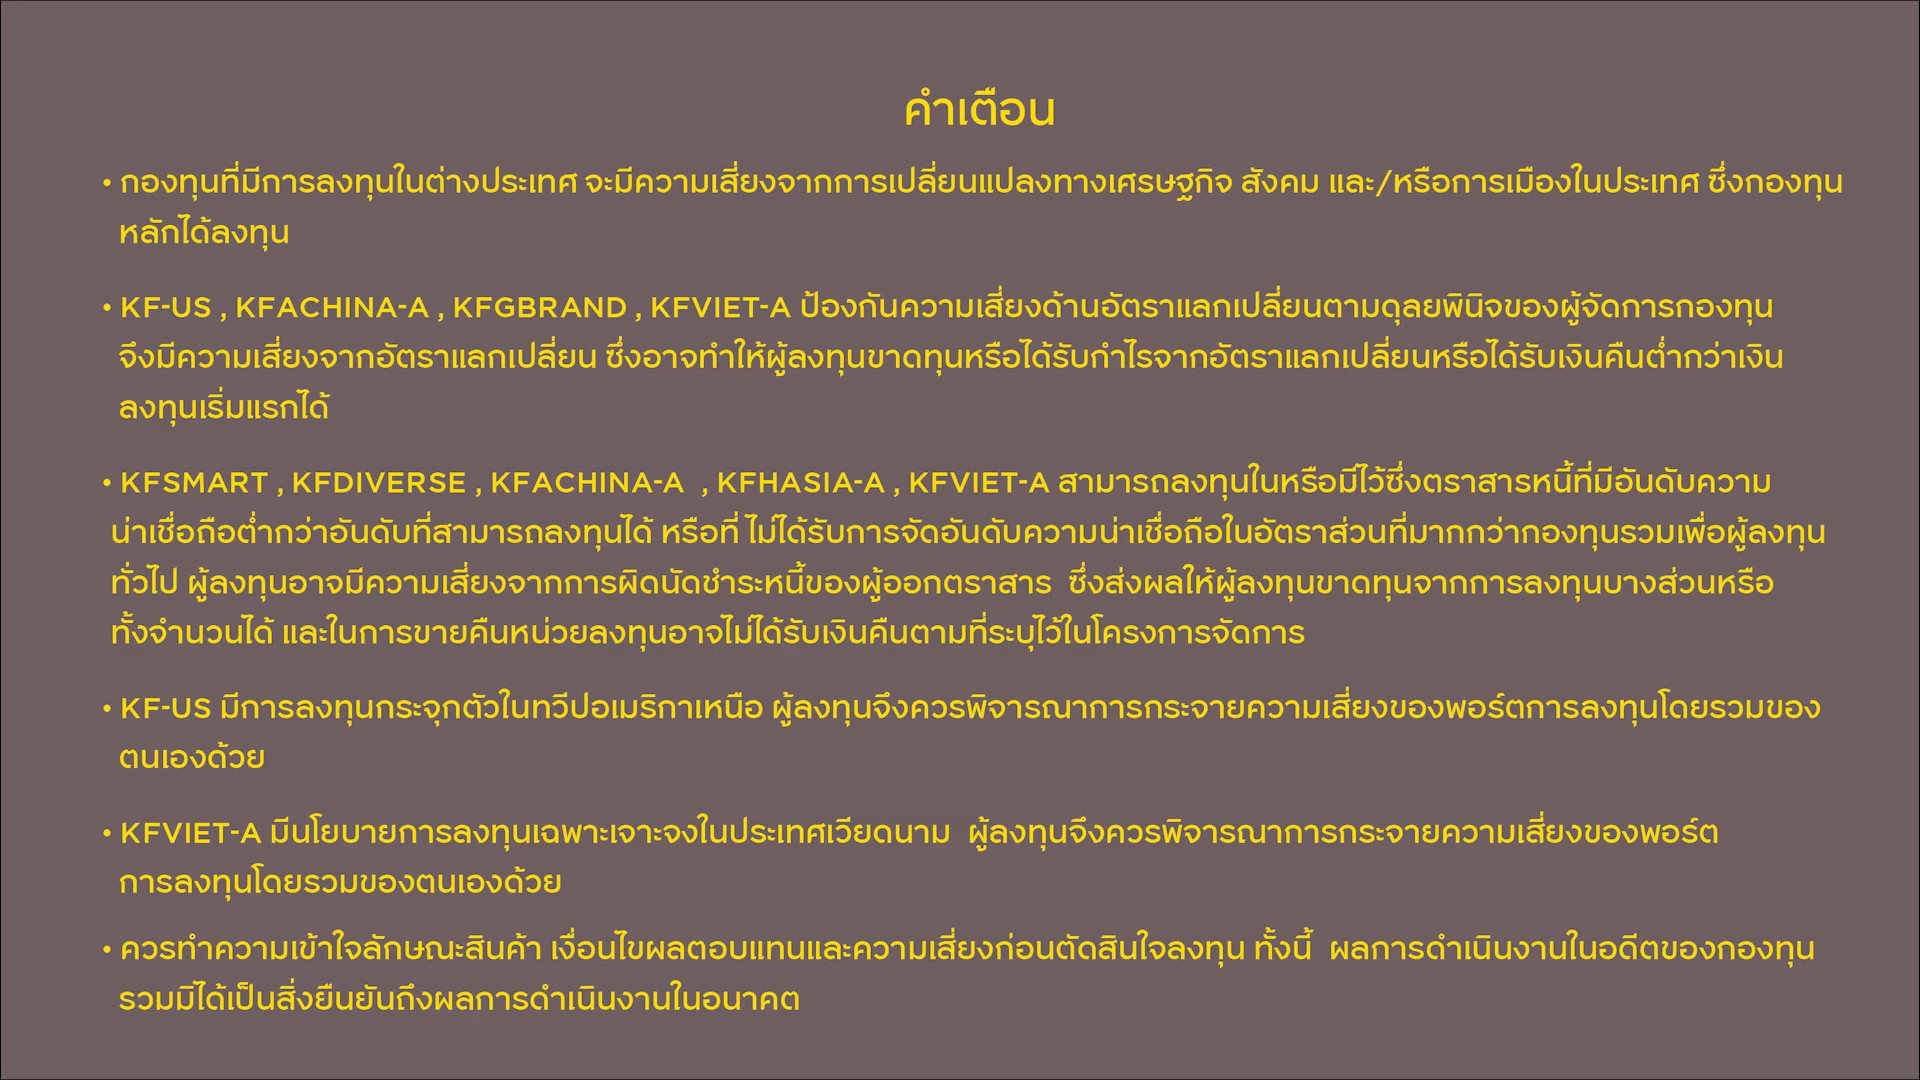 คำเตือน
• กองทุนที่มีการลงทุนในต่างประเทศ จะมีความเสี่ยงจากการเปลี่ยนแปลงทางเศรษฐกิจ สังคม และ/หรือการเมืองในประเทศ ซึ่งกองทุน
หลักได้ลงทุน
• KF-US , KFACHINA-A , KFGBRAND , KFVIET-A ป้องกันความเสี่ยงด้านอัตราแลกเปลี่ยนตามดุลยพินิจของผู้จัดการกองทุน
จึงมีความเสี่ยงจากอัตราแลกเปลี่ยน ซึ่งอาจทำให้ผู้ลงทุนขาดทุนหรือได้รับกำไรจากอัตราแลกเปลี่ยนหรือได้รับเงินคืนต่ำกว่าเงิน
ลงทุนเริ่มแรกได้
• KFSMART , KFDIVERSE , KFACHINA-A , KFHASIA-A , KFVIET-A สามารถลงทุนในหรือมีไว้ซึ่งตราสารหนี้ที่มีอันดับความ
น่าเชื่อถือต่ำกว่าอันดับที่สามารถลงทุนได้ หรือที่ ไม่ได้รับการจัดอันดับความน่าเชื่อถือในอัตราส่วนที่มากกว่ากองทุนรวมเพื่อผู้ลงทุน
ทั่วไป ผู้ลงทุนอาจมีความเสี่ยงจากการผิดนัดชำระหนี้ของผู้ออกตราสาร ซึ่งส่งผลให้ผู้ลงทุนขาดทุนจากการลงทุนบางส่วนหรือ
ทั้งจำนวนได้ และในการขายคืนหน่วยลงทุนอาจไม่ได้รับเงินคืนตามที่ระบุไว้ในโครงการจัดการ
• KF-US มีการลงทุนกระจุกตัวในทวีปอเมริกาเหนือ ผู้ลงทุนจึงควรพิจารณาการกระจายความเสี่ยงของพอร์ตการลงทุนโดยรวมของ
ตนเองด้วย
• KFVIET-A มีนโยบายการลงทุนเฉพาะเจาะจงในประเทศเวียดนาม ผู้ลงทุนจึงควรพิจารณาการกระจายความเสี่ยงของพอร์ต
การลงทุนโดยรวมของตนเองด้วย
• ควรทำความเข้าใจลักษณะสินค้า เงื่อนไขผลตอบแทนและความเสี่ยงก่อนตัดสินใจลงทุน ทั้งนี้ ผลการดำเนินงานในอดีตของกองทุน
รวมมิได้เป็นสิ่งยืนยันถึงผลการดำเนินงานในอนาคต